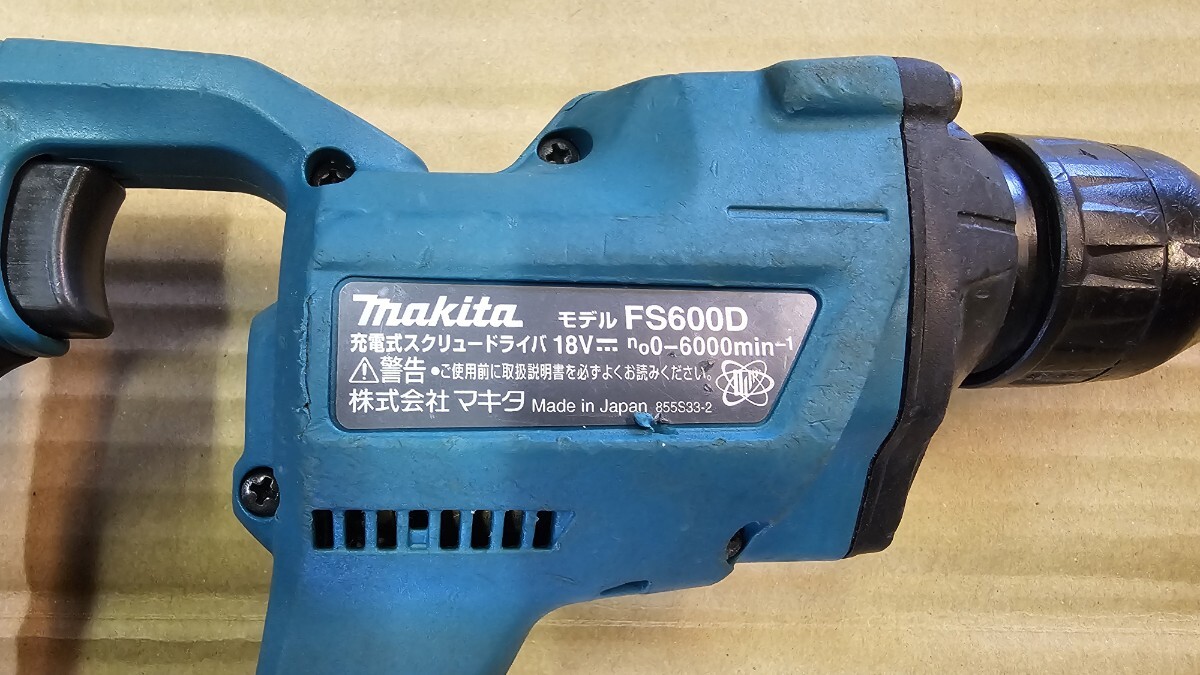 makita モデル FS600D
充電式スクリュードライバ 18V⎓ n₀0-6000min⁻¹
⚠警告 ●ご使用前に取扱説明書を必ずよくお読みください。
株式会社 マキタ Made in Japan 855S33-2